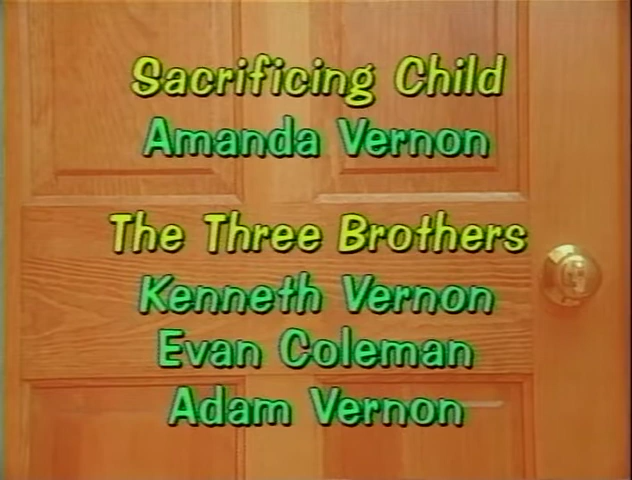 Sacrificing Child
Amanda Vernon
The Three Brothers
Kenneth Vernon
Evan Coleman
Adam Vernon